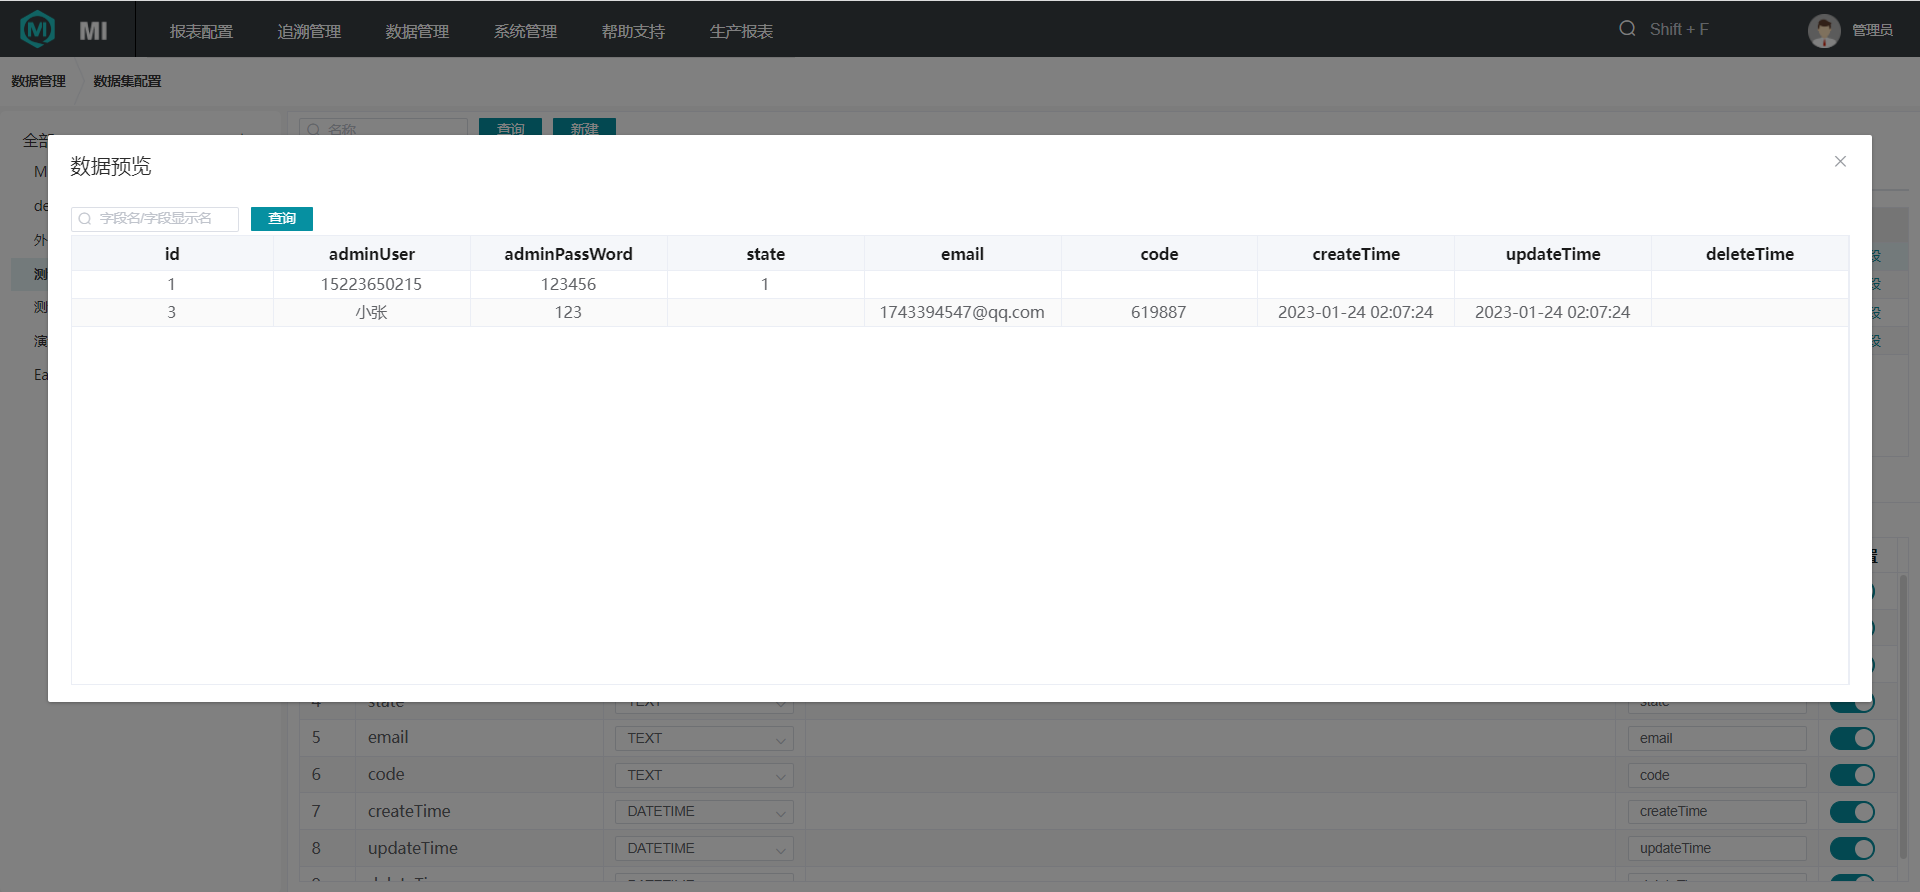 MI 报表配置 追溯管理 数据管理 系统管理 帮助支持 生产报表 Shift + F 管理员
数据管理 数据集配置
名称 查询 新建
全部
数据预览
字段名/字段显示名 查询
id adminUser adminPassWord state email code createTime updateTime deleteTime
1 15223650215 123456 1
3 小张 123 1743394547@qq.com 619887 2023-01-24 02:07:24 2023-01-24 02:07:24
M
de
外
测
测
演
Ea
段
段
段
段
置
4 state TEXT state
5 email TEXT email
6 code TEXT code
7 createTime DATETIME createTime
8 updateTime DATETIME updateTime